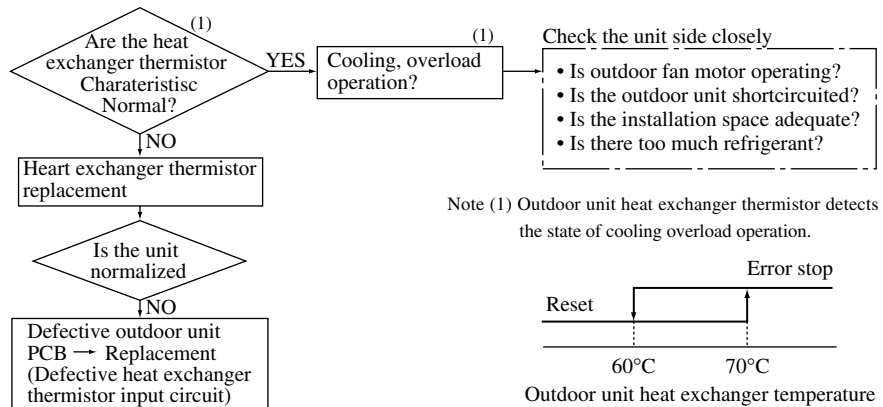 (1)
Are the heat
exchanger thermistor
Charateristisc
Normal?
YES
(1)
Cooling, overload
operation?
Check the unit side closely
• Is outdoor fan motor operating?
• Is the outdoor unit shortcircuited?
• Is the installation space adequate?
• Is there too much refrigerant?
NO
Heart exchanger thermistor
replacement
Is the unit
normalized
NO
Defective outdoor unit
PCB → Replacement
(Defective heat exchanger
thermistor input circuit)
Note (1) Outdoor unit heat exchanger thermistor detects
the state of cooling overload operation.
Error stop
Reset
60°C
70°C
Outdoor unit heat exchanger temperature